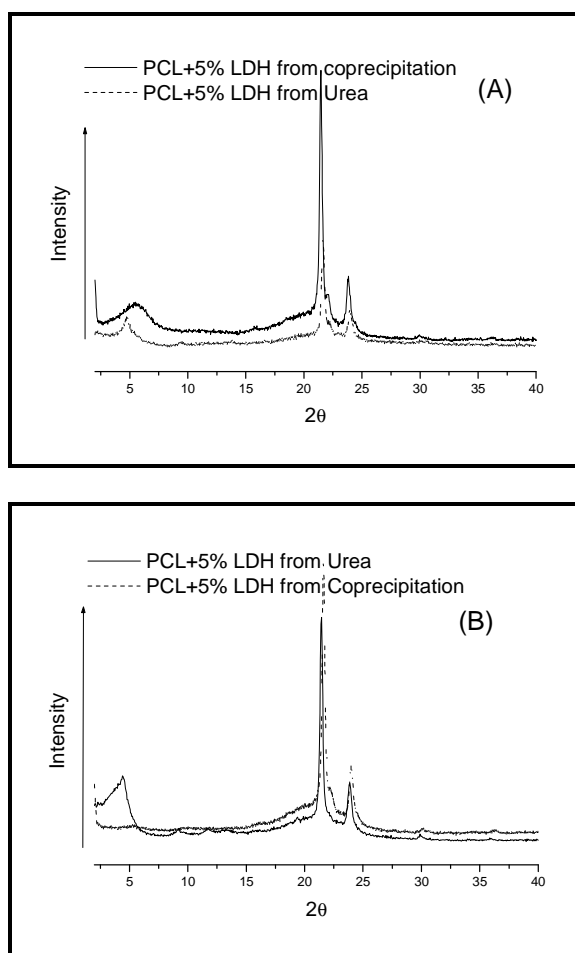 PCL+5% LDH from coprecipitation
PCL+5% LDH from Urea
(A)
Intensity
5 10 15 20 25 30 35 40
2θ
PCL+5% LDH from Urea
PCL+5% LDH from Coprecipitation
(B)
Intensity
5 10 15 20 25 30 35 40
2θ